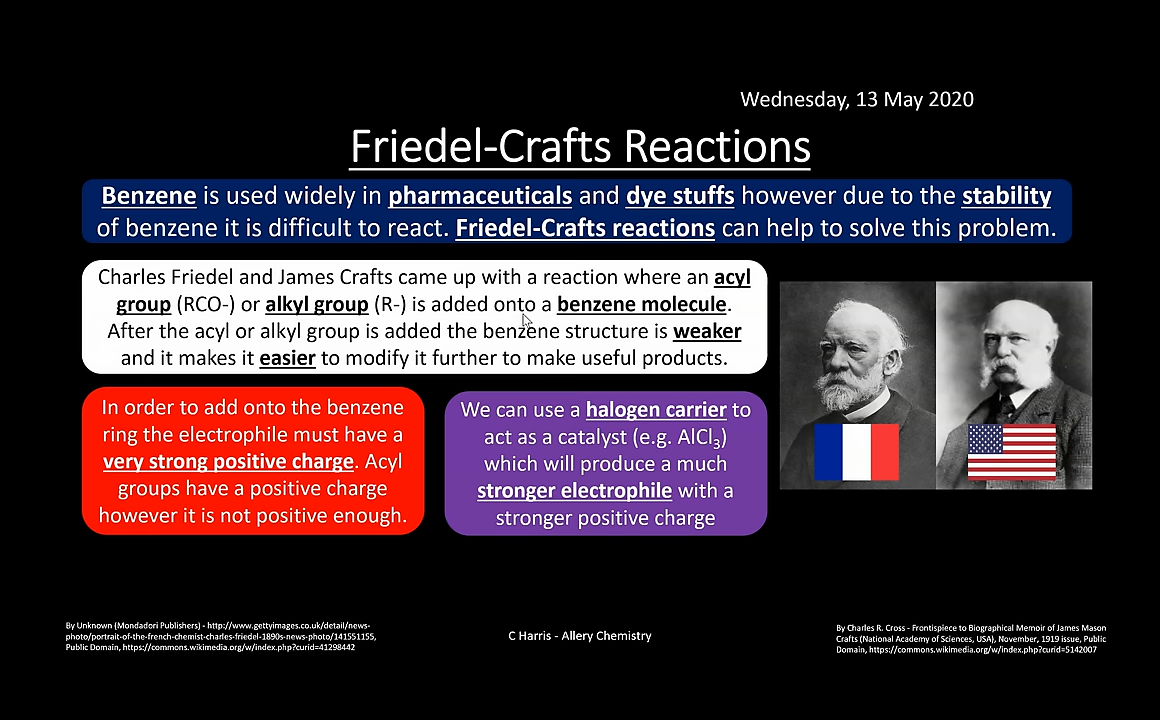 Wednesday, 13 May 2020
Friedel-Crafts Reactions
Benzene is used widely in pharmaceuticals and dye stuffs however due to the stability
of benzene it is difficult to react. Friedel-Crafts reactions can help to solve this problem.
Charles Friedel and James Crafts came up with a reaction where an acyl
group (RCO-) or alkyl group (R-) is added onto a benzene molecule.
After the acyl or alkyl group is added the benzene structure is weaker
and it makes it easier to modify it further to make useful products.
In order to add onto the benzene
ring the electrophile must have a
very strong positive charge. Acyl
groups have a positive charge
however it is not positive enough.
We can use a halogen carrier to
act as a catalyst (e.g. AlCl₃)
which will produce a much
stronger electrophile with a
stronger positive charge
By Unknown (Mondadori Publishers) - http://www.gettyimages.co.uk/detail/news-
photo/portrait-of-the-french-chemist-charles-friedel-1890s-news-photo/141551155,
Public Domain, https://commons.wikimedia.org/w/index.php?curid=41298442
C Harris - Allery Chemistry
By Charles R. Cross - Frontispiece to Biographical Memoir of James Mason
Crafts (National Academy of Sciences, USA), November, 1919 issue, Public
Domain, https://commons.wikimedia.org/w/index.php?curid=5142007